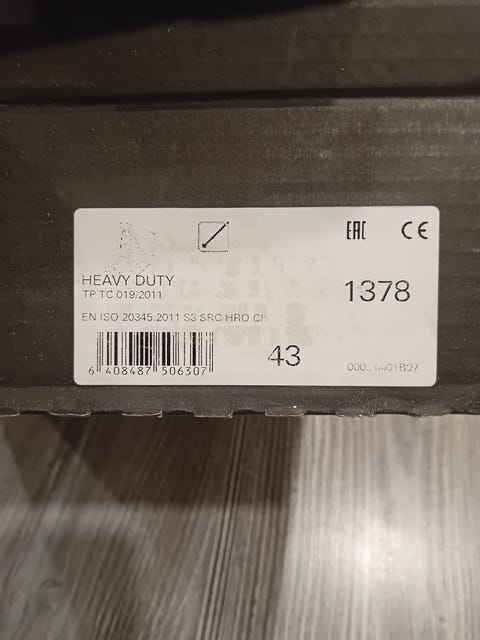 EAC CE
HEAVY DUTY
TP TC 019/2011
1378
EN ISO 20345:2011 S3 SRC HRO CI
43
6 408487 506307